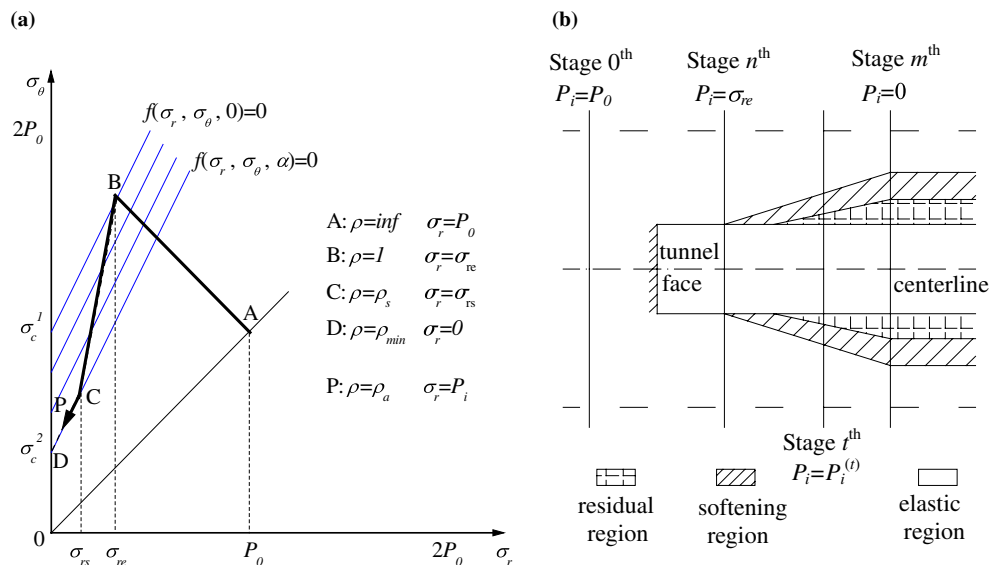 (a)
σθ
2P0
f(σr, σθ, 0)=0
f(σr, σθ, α)=0
B
A: ρ=inf σr=P0
B: ρ=1 σr=σre
C: ρ=ρs σr=σrs
D: ρ=ρmin σr=0
P: ρ=ρa σr=Pi
A
σc1
P
C
σc2
D
0
σrs
σre
P0
2P0
σr
(b)
Stage 0th
Pi=P0
Stage nth
Pi=σre
Stage mth
Pi=0
tunnel
face
centerline
Stage tth
Pi=Pi(t)
residual
region
softening
region
elastic
region